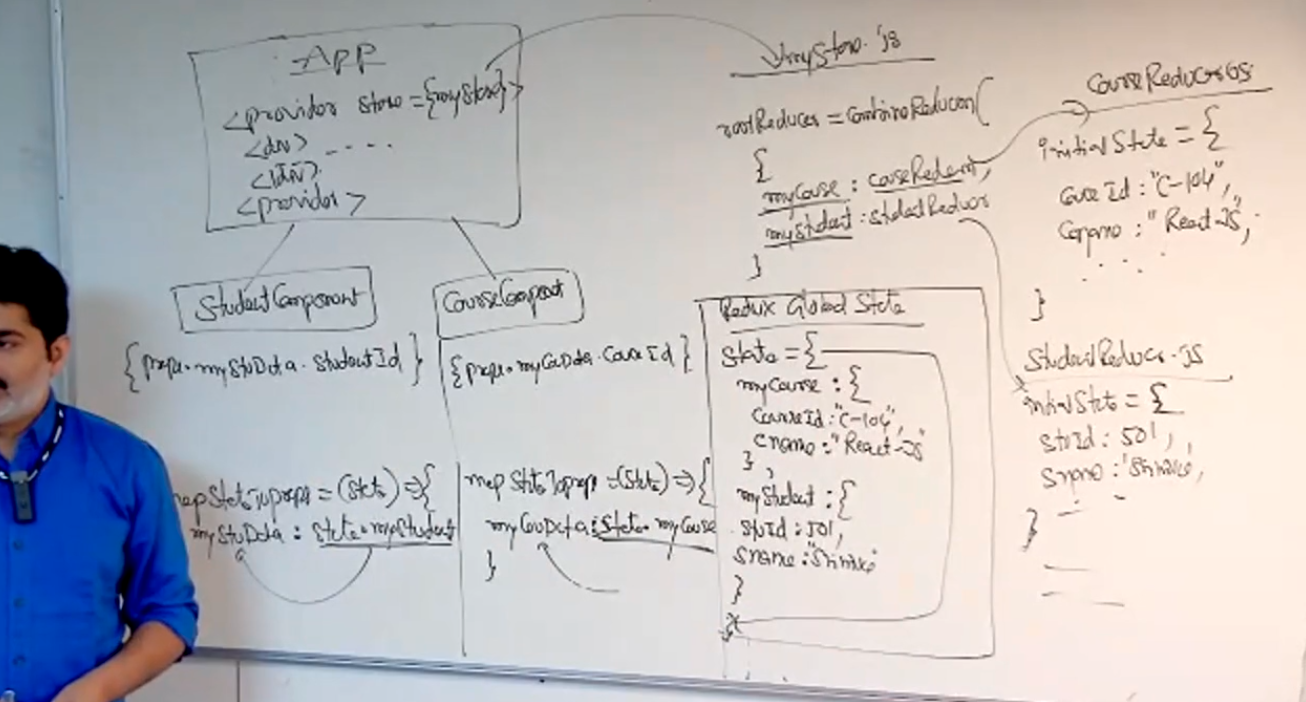 App
<provider store={myStore}>
<div> ....
</div>
<provider>
StudentComponent
{props.myStuData.studentId}
mapStateToprops=(state)=>{
myStuData : state.myStudent
CourseComponent
{props.myCouData.CourseId}
mapStateToprops=(state)=>{
myCouData:state.myCourse
}
myStore.js
rootReducer=combineReducers(
{
myCourse : courseReducer,
myStudent : studentReducer
}
Redux Global State
state={
myCourse : {
CourseId:"C-104",
Cname:"React-JS"
} ,
myStudent : {
stuId:501,
sname:
}
}
CourseReducer.JS
initialState={
CourseId:"C-104",
Cname:"React-JS",
....
}
StudentReducer.JS
initialState={
stuId: 501,
sname:
}